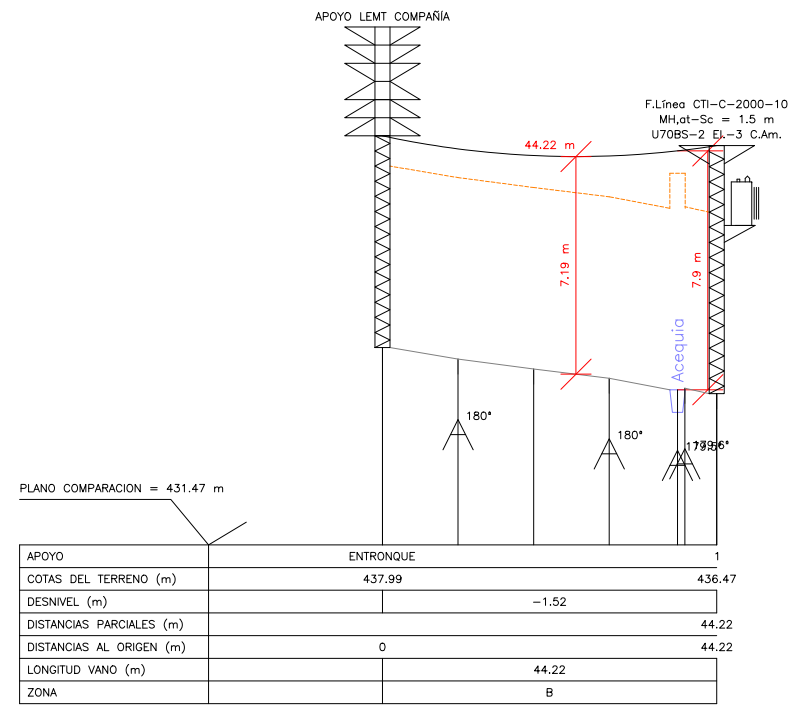 APOYO LEMT COMPAÑÍA
F.Línea CTI-C-2000-10
MH,at-Sc = 1.5 m
U70BS-2 El.-3 C.Am.
44.22 m
7.19 m
7.9 m
Acequia
180°
180°
179.6°
PLANO COMPARACION = 431.47 m
APOYO ENTRONQUE 1
COTAS DEL TERRENO (m) 437.99 436.47
DESNIVEL (m) -1.52
DISTANCIAS PARCIALES (m) 44.22
DISTANCIAS AL ORIGEN (m) 0 44.22
LONGITUD VANO (m) 44.22
ZONA B